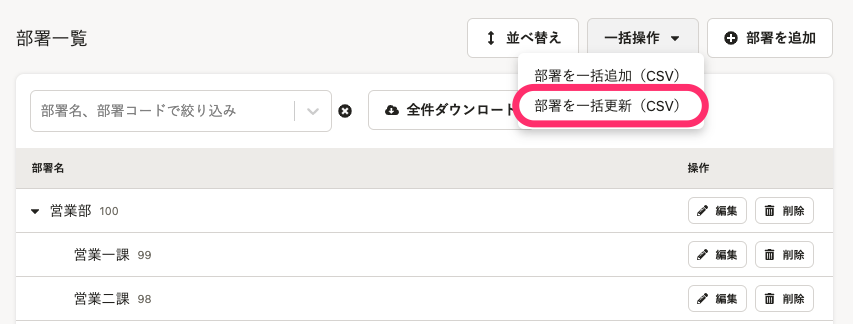 部署一覧
並べ替え
一括操作
部署を追加
部署を一括追加（CSV）
部署を一括更新（CSV）
部署名、部署コードで絞り込み
全件ダウンロード
部署名
操作
営業部 100
編集
削除
営業一課 99
編集
削除
営業二課 98
編集
削除